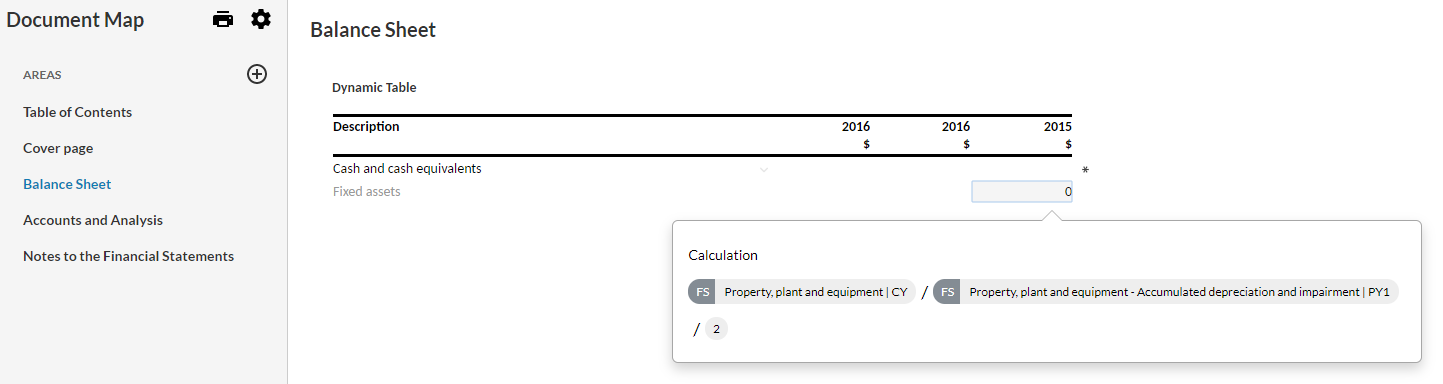 Document Map
AREAS
Table of Contents
Cover page
Balance Sheet
Accounts and Analysis
Notes to the Financial Statements
Balance Sheet
Dynamic Table
Description 2016 2016 2015
$ $ $
Cash and cash equivalents *
Fixed assets 0
Calculation
FS Property, plant and equipment | CY / FS Property, plant and equipment - Accumulated depreciation and impairment | PY1
/ 2